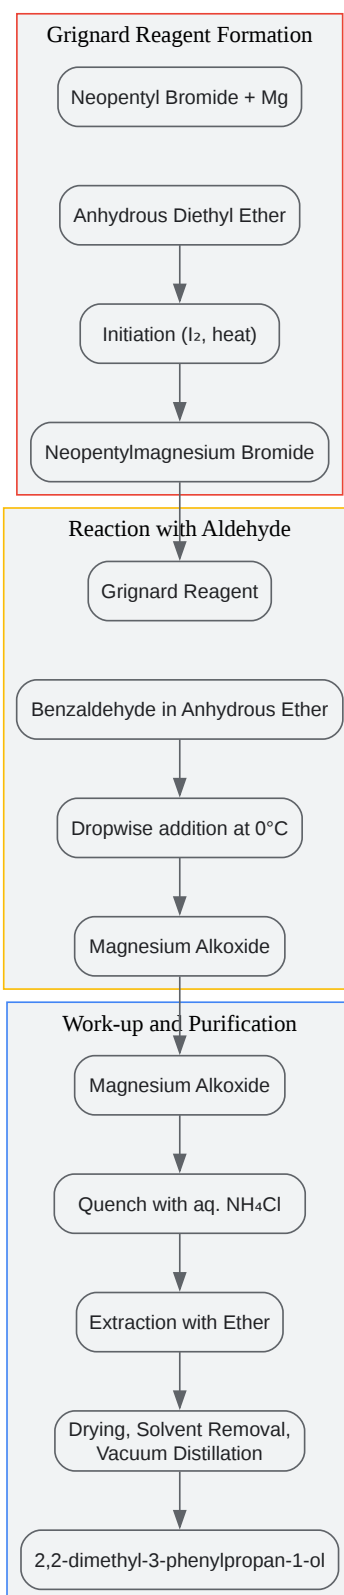 Grignard Reagent Formation
Neopentyl Bromide + Mg
Anhydrous Diethyl Ether
Initiation (I₂, heat)
Neopentylmagnesium Bromide
Reaction with Aldehyde
Grignard Reagent
Benzaldehyde in Anhydrous Ether
Dropwise addition at 0°C
Magnesium Alkoxide
Work-up and Purification
Magnesium Alkoxide
Quench with aq. NH₄Cl
Extraction with Ether
Drying, Solvent Removal,
Vacuum Distillation
2,2-dimethyl-3-phenylpropan-1-ol